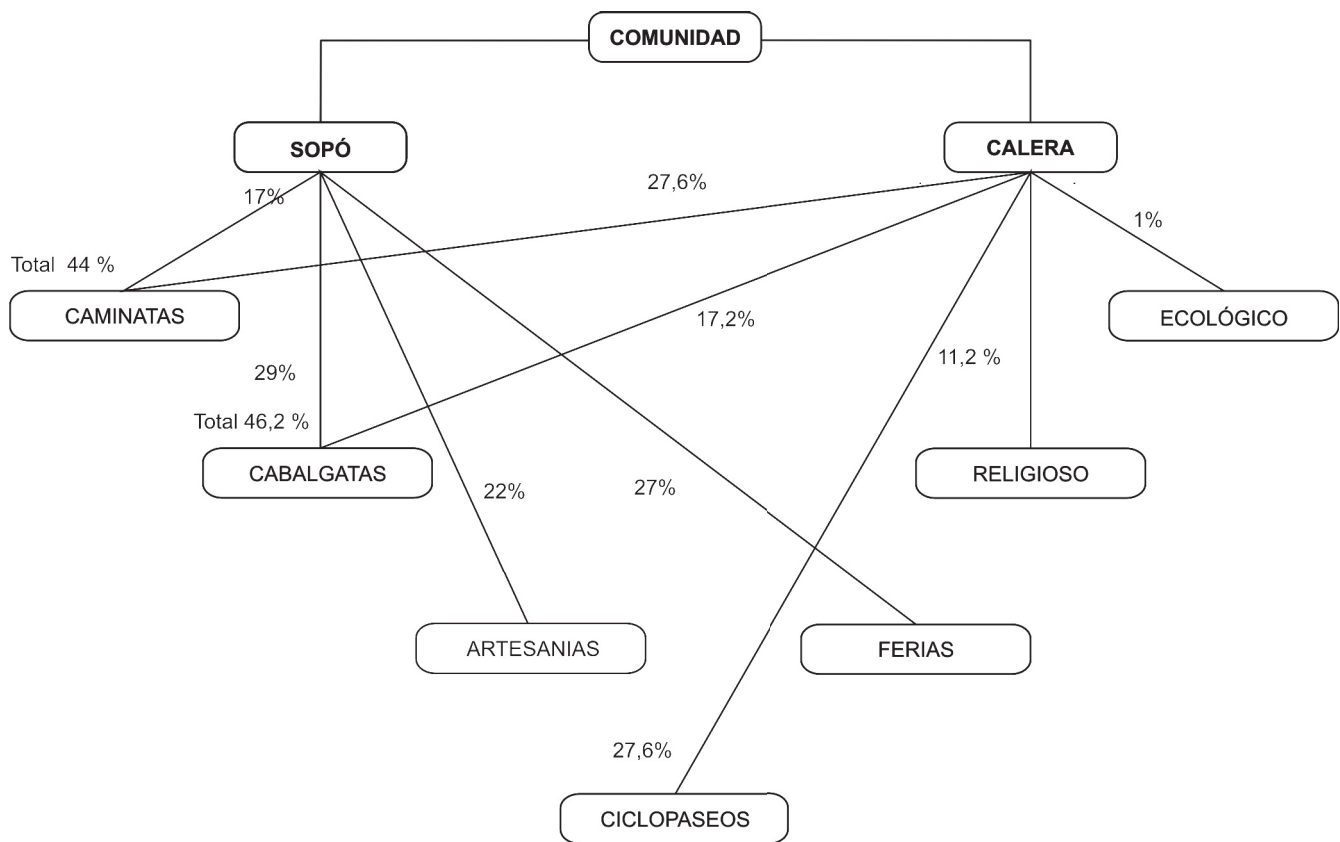 COMUNIDAD
SOPÓ
CALERA
17%
27,6%
1%
Total 44 %
CAMINATAS
ECOLÓGICO
17,2%
11,2 %
29%
Total 46,2 %
CABALGATAS
RELIGIOSO
22%
27%
ARTESANIAS
FERIAS
27,6%
CICLOPASEOS